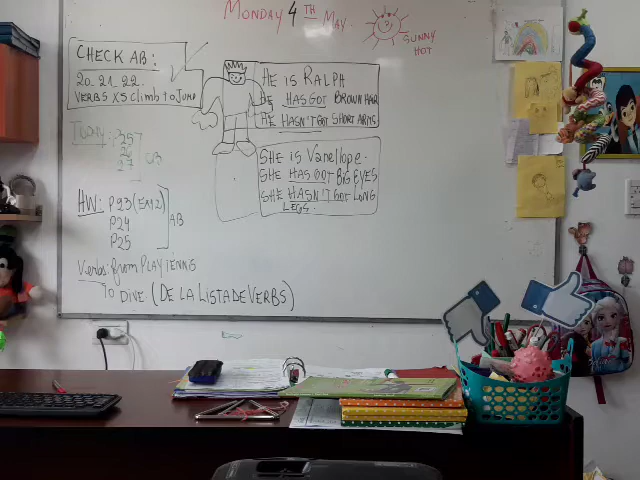 MONDAY 4TH MAY.
SUNNY
HOT
CHECK AB:
20. 21. 22.
VERBS X5 Climb to Jump
HE is RALPH
HE HAS GOT BROWN HAIR
HE HASN'T GOT SHORT ARMS
TODAY:
SHE is Vanellope.
SHE HAS GOT BIG EYES
SHE HASN'T GOT LONG
LEGS.
HW: P93 (EX1,2)
P24
P25
AB
Verbs: from PLAY TENNIS
To DIVE (DE LA LISTA DE VERBS)